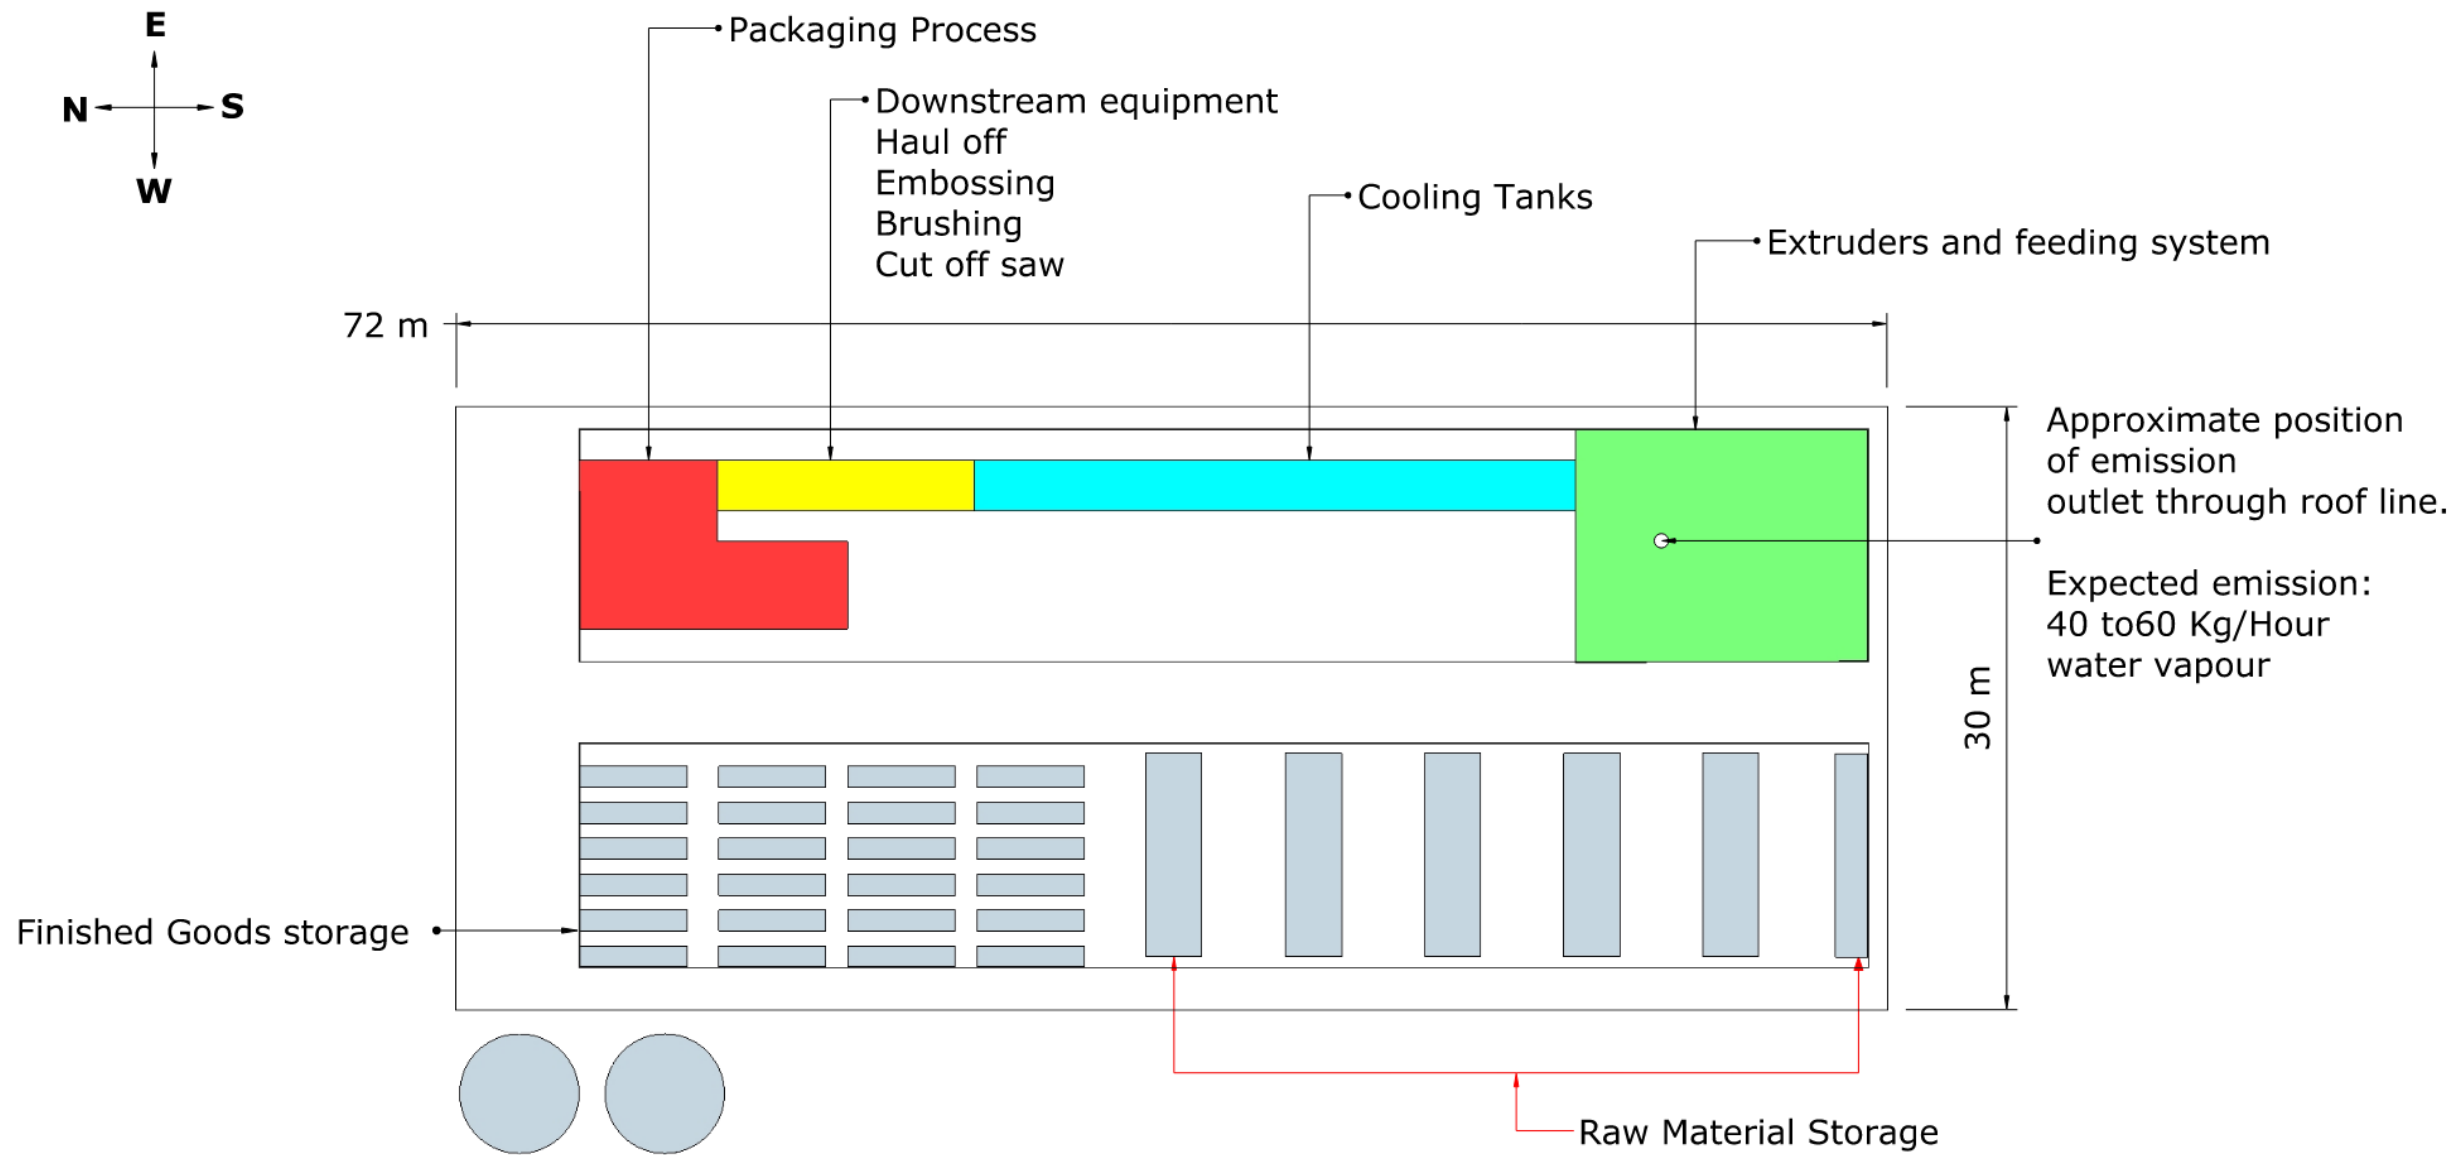 E
N
S
W
Packaging Process
Downstream equipment
Haul off
Embossing
Brushing
Cut off saw
Cooling Tanks
Extruders and feeding system
72 m
Approximate position
of emission
outlet through roof line.
Expected emission:
40 to60 Kg/Hour
water vapour
30 m
Finished Goods storage
Raw Material Storage